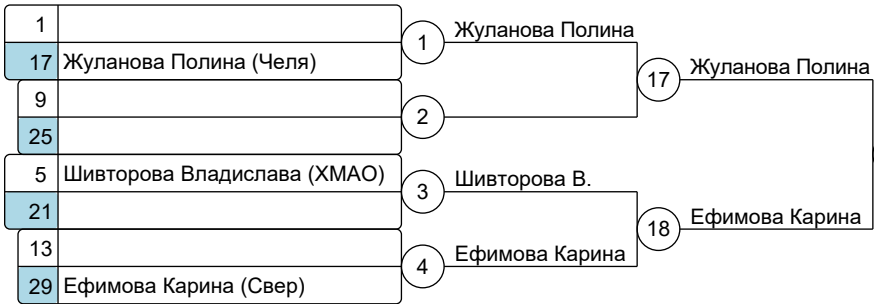 1
17 Жуланова Полина (Челя)
1 Жуланова Полина
9
25
2
17 Жуланова Полина
5 Шивторова Владислава (ХМАО)
21
3 Шивторова В.
13
29 Ефимова Карина (Свер)
4 Ефимова Карина
18 Ефимова Карина